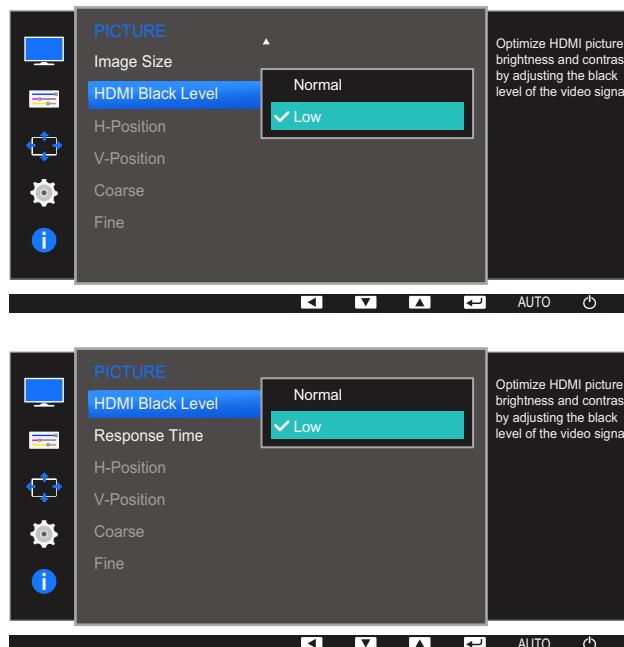 PICTURE
Image Size
HDMI Black Level
H-Position
V-Position
Coarse
Fine
Normal
Low
Optimize HDMI picture
brightness and contras
by adjusting the black
level of the video signa
AUTO
PICTURE
HDMI Black Level
Response Time
H-Position
V-Position
Coarse
Fine
Normal
Low
Optimize HDMI picture
brightness and contras
by adjusting the black
level of the video signa
AUTO